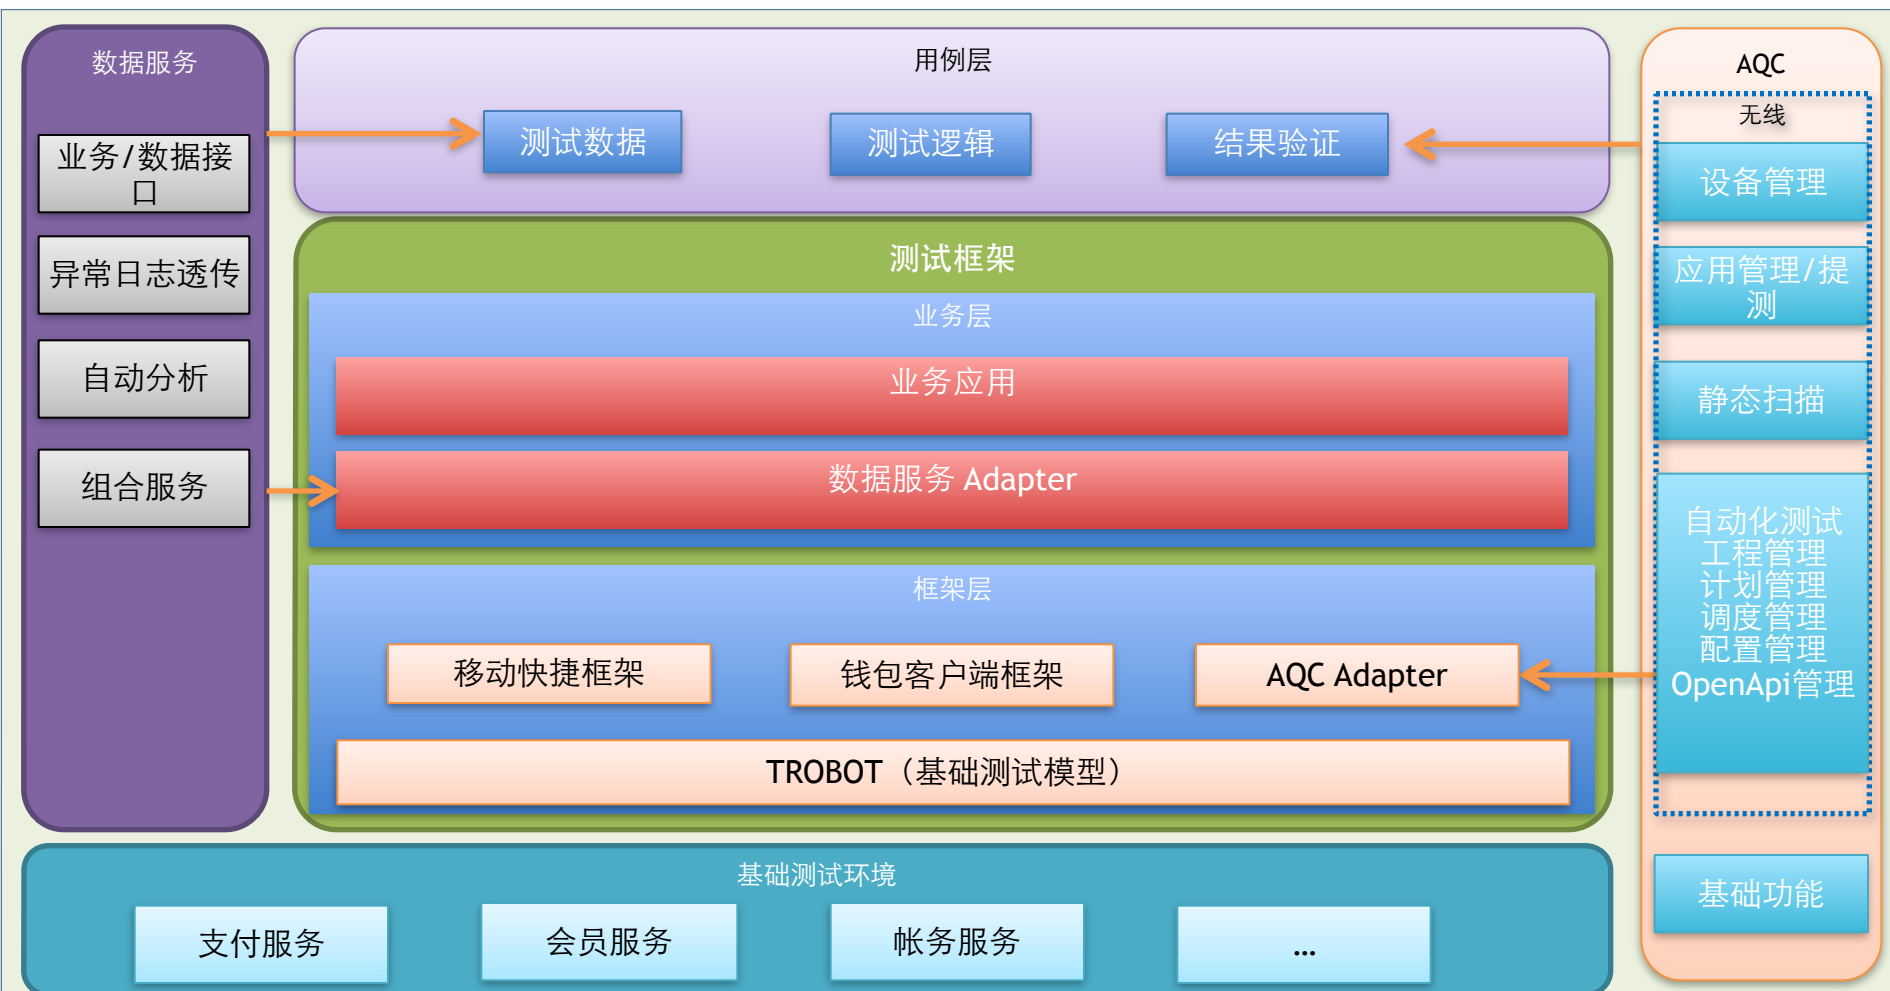 数据服务
业务/数据接
口
异常日志透传
自动分析
组合服务
用例层
测试数据
测试逻辑
结果验证
测试框架
业务层
业务应用
数据服务 Adapter
框架层
移动快捷框架
钱包客户端框架
AQC Adapter
TROBOT（基础测试模型）
AQC
无线
设备管理
应用管理/提
测
静态扫描
自动化测试
工程管理
计划管理
调度管理
配置管理
OpenApi管理
基础功能
基础测试环境
支付服务
会员服务
帐务服务
...